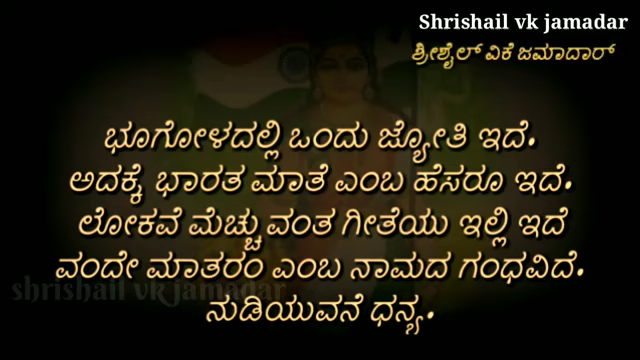 Shrishail vk jamadar
ಶ್ರೀಶೈಲ್ ವಿಕೆ ಜಮಾದಾರ್
ಭೂಗೋಳದಲ್ಲಿ ಒಂದು ಜ್ಯೋತಿ ಇದೆ.
ಅದಕ್ಕೆ ಭಾರತ ಮಾತೆ ಎಂಬ ಹೆಸರೂ ಇದೆ.
ಲೋಕವೆ ಮೆಚ್ಚುವಂತ ಗೀತೆಯು ಇಲ್ಲಿ ಇದೆ
ವಂದೇ ಮಾತರಂ ಎಂಬ ನಾಮದ ಗಂಧವಿದೆ.
shrishail vk jamadar
ನುಡಿಯುವನೆ ಧನ್ಯ.